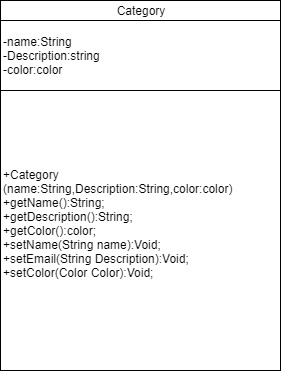 Category
-name:String
-Description:string
-color:color
+Category
(name:String,Description:String,color:color)
+getName():String;
+getDescription():String;
+getColor():color;
+setName(String name):Void;
+setEmail(String Description):Void;
+setColor(Color Color):Void;